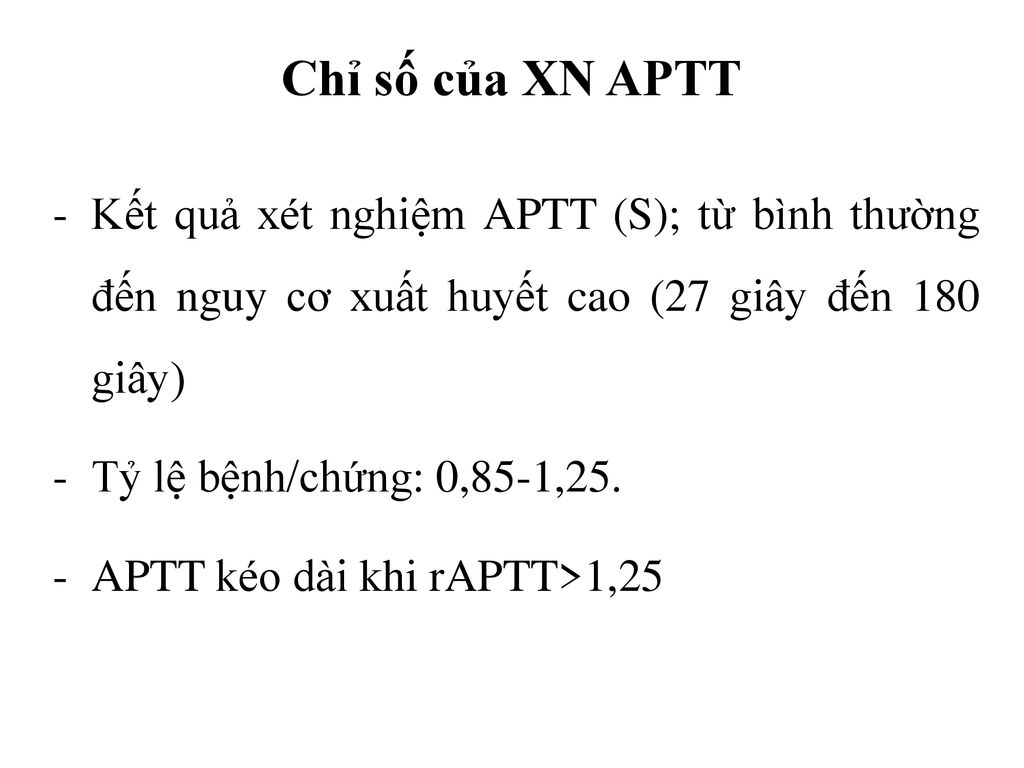 Chỉ số của XN APTT
- Kết quả xét nghiệm APTT (S); từ bình thường
đến nguy cơ xuất huyết cao (27 giây đến 180
giây)
- Tỷ lệ bệnh/chứng: 0,85-1,25.
- APTT kéo dài khi rAPTT>1,25